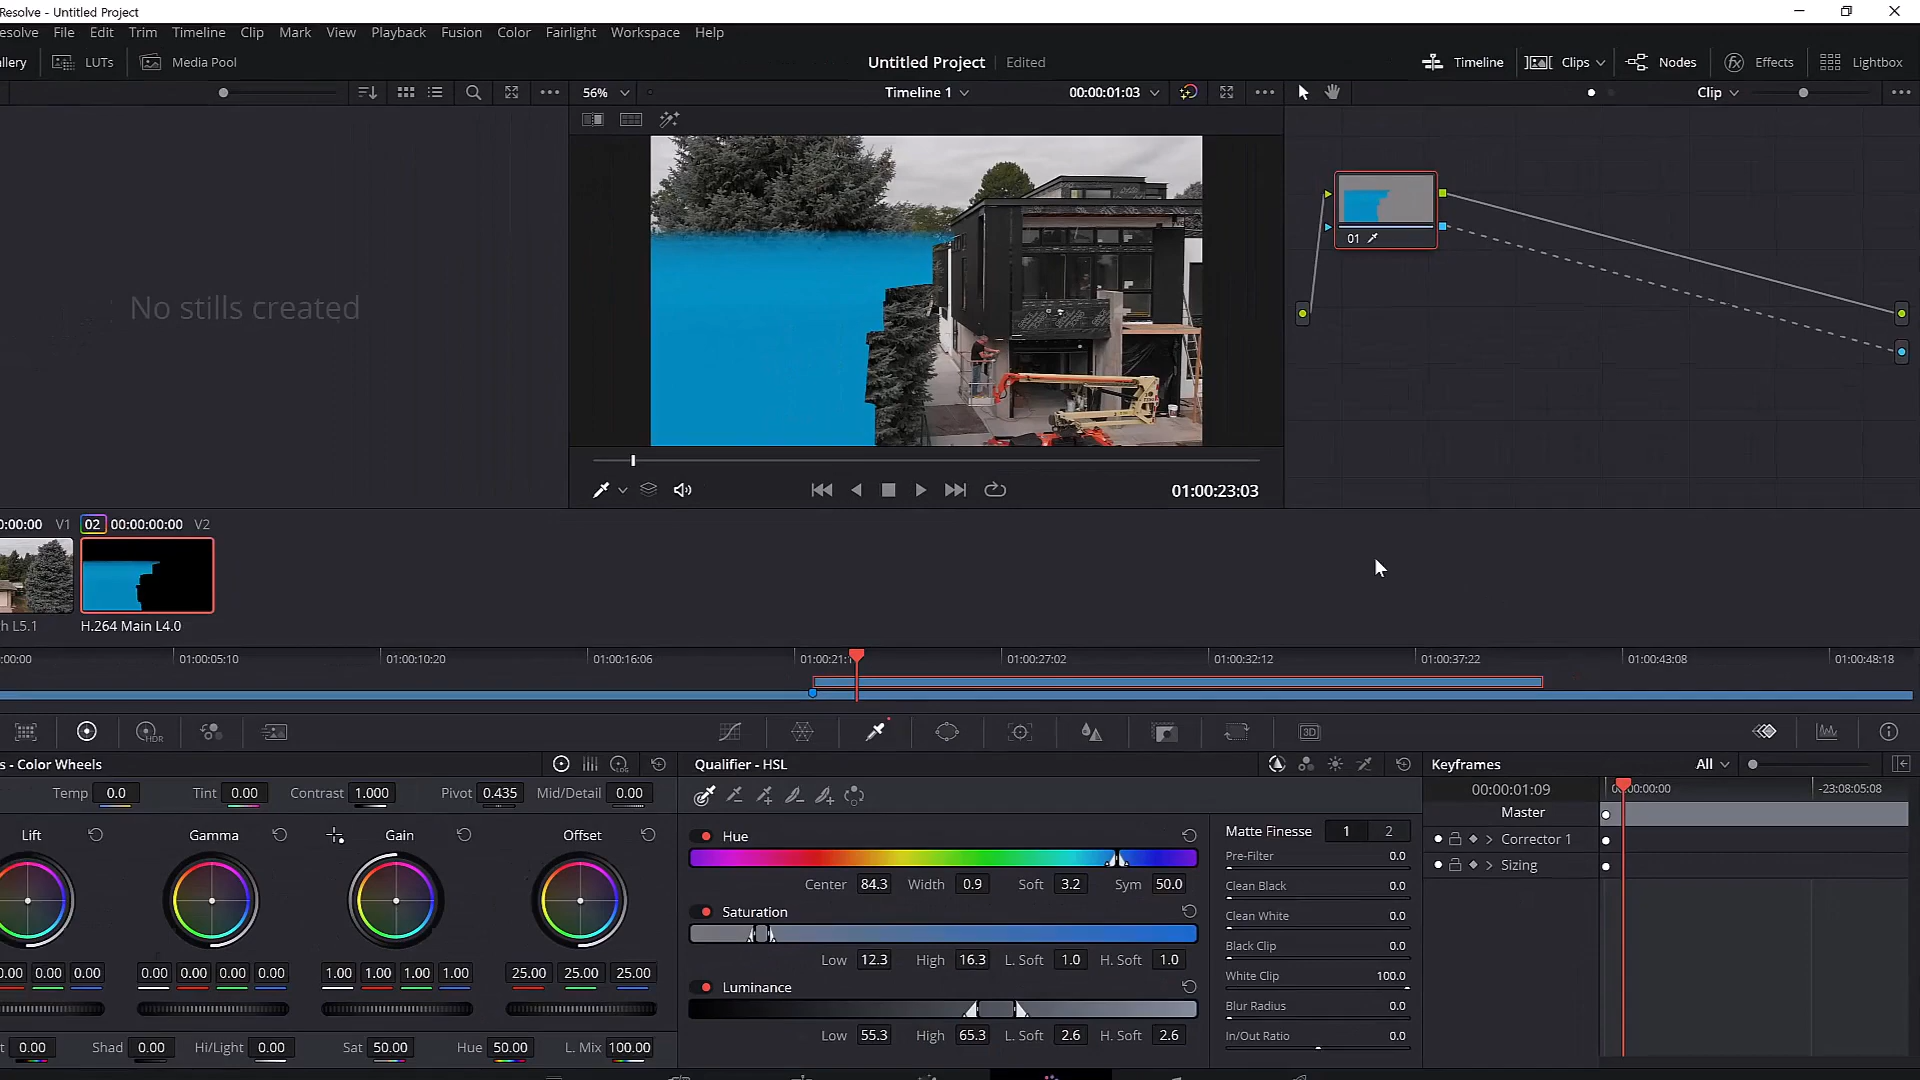 Resolve - Untitled Project
esolve File Edit Trim Timeline Clip Mark View Playback Fusion Color Fairlight Workspace Help
llery LUTs Media Pool Untitled Project Edited Timeline Clips Nodes Effects Lightbox
56% Timeline 1 00:00:01:03 Clip
01
No stills created
01:00:23:03
0:00:00 V1 02 00:00:00:00 V2
h L5.1 H.264 Main L4.0
:00:00 01:00:05:10 01:00:10:20 01:00:16:06 01:00:21:1 01:00:27:02 01:00:32:12 01:00:37:22 01:00:43:08 01:00:48:18
HDR 3D
s - Color Wheels LOG Qualifier - HSL Keyframes All
Temp 0.0 Tint 0.00 Contrast 1.000 Pivot 0.435 Mid/Detail 0.00
00:00:01:09 00:00:00 -23:08:05:08
Master
Lift Gamma Gain Offset
Hue
Center 84.3 Width 0.9 Soft 3.2 Sym 50.0
Saturation
Low 12.3 High 16.3 L. Soft 1.0 H. Soft 1.0
Luminance
Low 55.3 High 65.3 L. Soft 2.6 H. Soft 2.6
Matte Finesse 1 2
Pre-Filter 0.0
Clean Black 0.0
Clean White 0.0
Black Clip 0.0
White Clip 100.0
Blur Radius 0.0
In/Out Ratio 0.0
Corrector 1
Sizing
0.00 0.00 0.00 0.00 0.00 0.00 0.00 1.00 1.00 1.00 1.00 25.00 25.00 25.00
t 0.00 Shad 0.00 Hi/Light 0.00 Sat 50.00 Hue 50.00 L. Mix 100.00